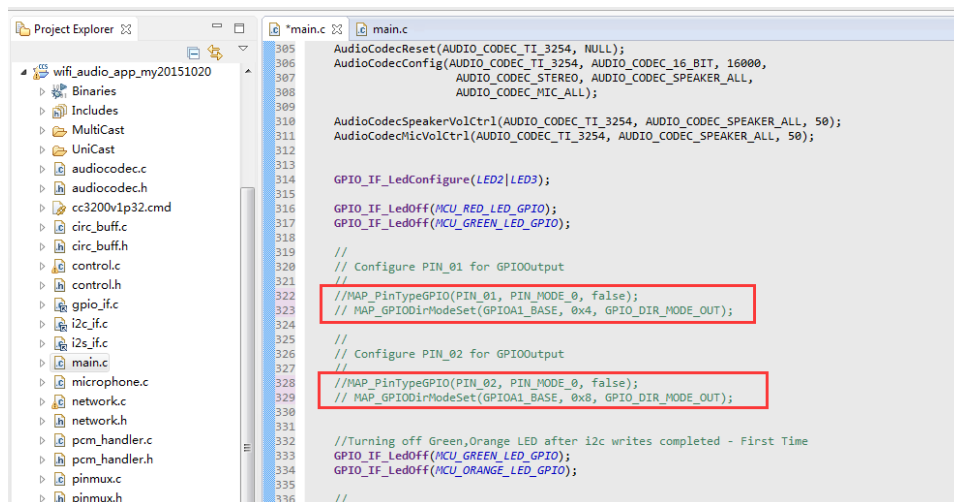 Project Explorer
wifi_audio_app_my20151020
Binaries
Includes
MultiCast
UniCast
audiocodec.c
audiocodec.h
cc3200v1p32.cmd
circ_buff.c
circ_buff.h
control.c
control.h
gpio_if.c
i2c_if.c
i2s_if.c
main.c
microphone.c
network.c
network.h
pcm_handler.c
pcm_handler.h
pinmux.c
pinmux.h
*main.c
main.c
305 AudioCodecReset(AUDIO_CODEC_TI_3254, NULL);
306 AudioCodecConfig(AUDIO_CODEC_TI_3254, AUDIO_CODEC_16_BIT, 16000,
307 AUDIO_CODEC_STEREO, AUDIO_CODEC_SPEAKER_ALL,
308 AUDIO_CODEC_MIC_ALL);
309
310 AudioCodecSpeakerVolCtrl(AUDIO_CODEC_TI_3254, AUDIO_CODEC_SPEAKER_ALL, 50);
311 AudioCodecMicVolCtrl(AUDIO_CODEC_TI_3254, AUDIO_CODEC_SPEAKER_ALL, 50);
312
313
314 GPIO_IF_LedConfigure(LED2|LED3);
315
316 GPIO_IF_LedOff(MCU_RED_LED_GPIO);
317 GPIO_IF_LedOff(MCU_GREEN_LED_GPIO);
318
319 //
320 // Configure PIN_01 for GPIOOutput
321 //
322 //MAP_PinTypeGPIO(PIN_01, PIN_MODE_0, false);
323 // MAP_GPIODirModeSet(GPIOA1_BASE, 0x4, GPIO_DIR_MODE_OUT);
324
325 //
326 // Configure PIN_02 for GPIOOutput
327 //
328 //MAP_PinTypeGPIO(PIN_02, PIN_MODE_0, false);
329 // MAP_GPIODirModeSet(GPIOA1_BASE, 0x8, GPIO_DIR_MODE_OUT);
330
331
332 //Turning off Green,Orange LED after i2c writes completed - First Time
333 GPIO_IF_LedOff(MCU_GREEN_LED_GPIO);
334 GPIO_IF_LedOff(MCU_ORANGE_LED_GPIO);
335
336 //